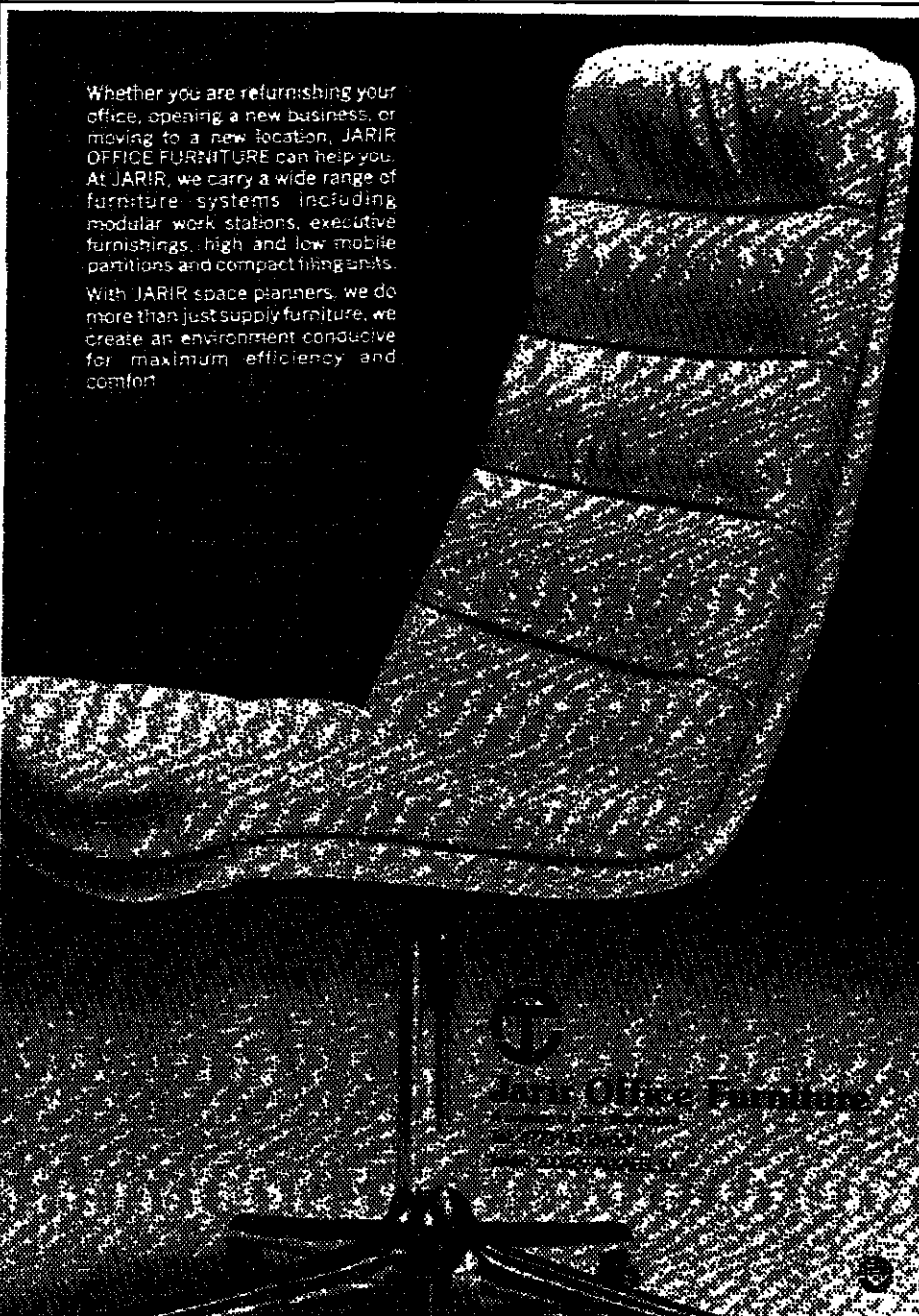 Whether you are refurnishing your
office, opening a new business, or
moving to a new location, JARIR
OFFICE FURNITURE can help you.
At JARIR, we carry a wide range of
furniture systems including
modular work stations, executive
furnishings, high and low mobile
partitions and compact filing units.
With JARIR space planners, we do
more than just supply furniture, we
create an environment conducive
for maximum efficiency and
comfort
Jarir Office Furniture